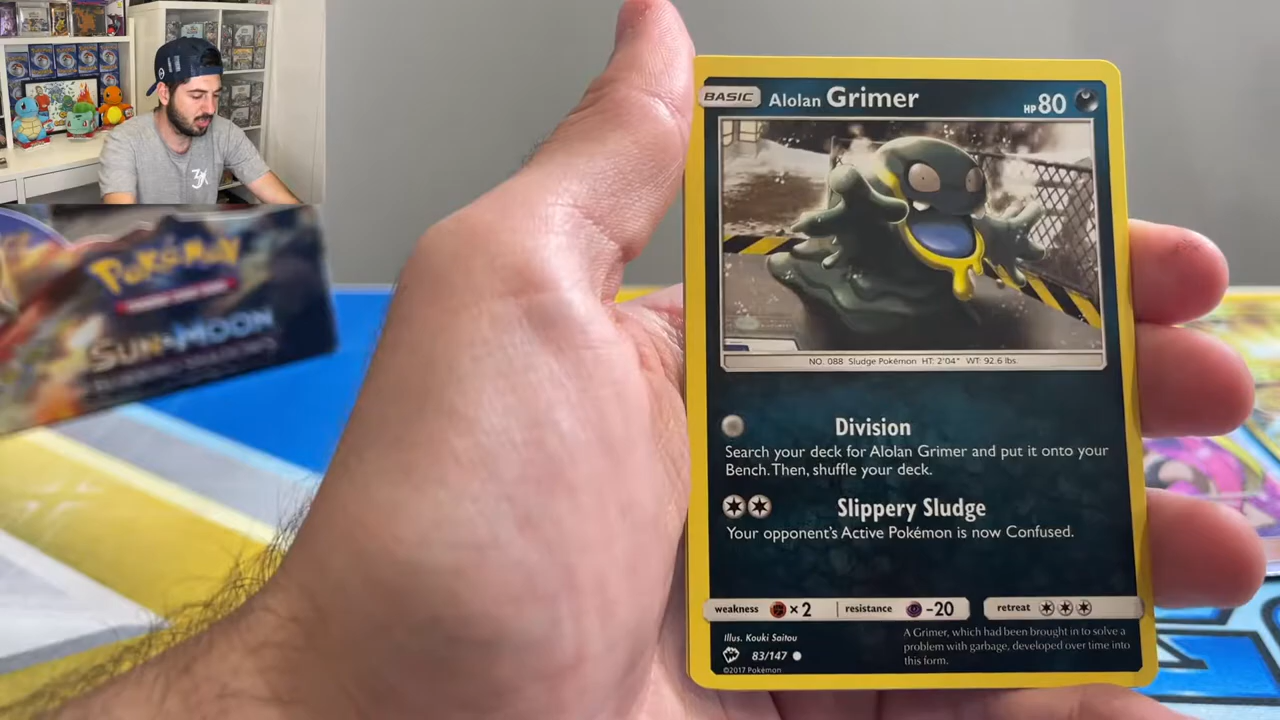 Pokémon
SUN & MOON
BASIC Alolan Grimer HP 80
NO. 088 Sludge Pokémon HT: 2'04" WT: 92.6 lbs.
Division
Search your deck for Alolan Grimer and put it onto your
Bench. Then, shuffle your deck.
Slippery Sludge
Your opponent's Active Pokémon is now Confused.
weakness ×2 resistance -20 retreat
Illus. Kouki Saitou
83/147
©2017 Pokémon
A Grimer, which had been brought in to solve a
problem with garbage, developed over time into
this form.